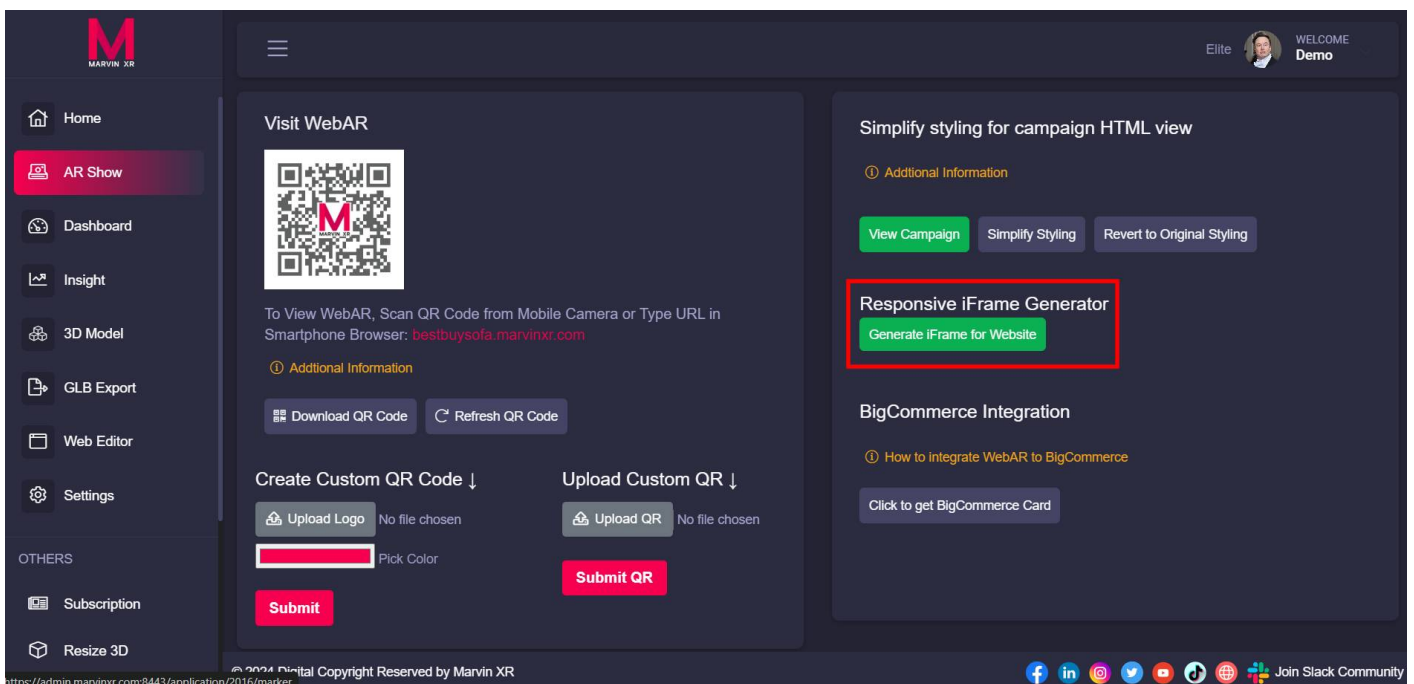 MARVIN XR
Elite
WELCOME
Demo
Home
AR Show
Dashboard
Insight
3D Model
GLB Export
Web Editor
Settings
OTHERS
Subscription
Resize 3D
Visit WebAR
MARVIN XR
To View WebAR, Scan QR Code from Mobile Camera or Type URL in
Smartphone Browser: bestbuysofa.marvinxr.com
Addtional Information
Download QR Code
Refresh QR Code
Create Custom QR Code ↓
Upload Logo No file chosen
Pick Color
Submit
Upload Custom QR ↓
Upload QR No file chosen
Submit QR
Simplify styling for campaign HTML view
Addtional Information
View Campaign
Simplify Styling
Revert to Original Styling
Responsive iFrame Generator
Generate iFrame for Website
BigCommerce Integration
How to integrate WebAR to BigCommerce
Click to get BigCommerce Card
© 2024 Digital Copyright Reserved by Marvin XR
Join Slack Community
https://admin.marvinxr.com:8443/application/2016/marker